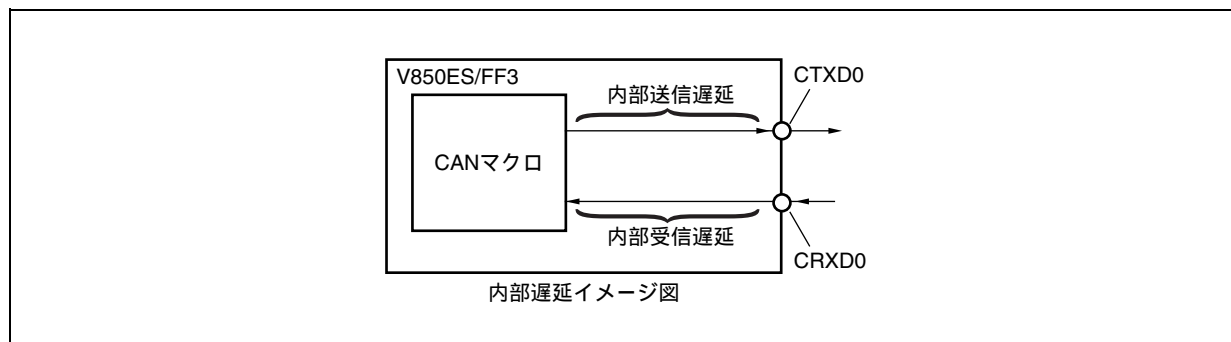 V850ES/FF3
CTXD0
内部送信遅延
CANマクロ
内部受信遅延
CRXD0
内部遅延イメージ図